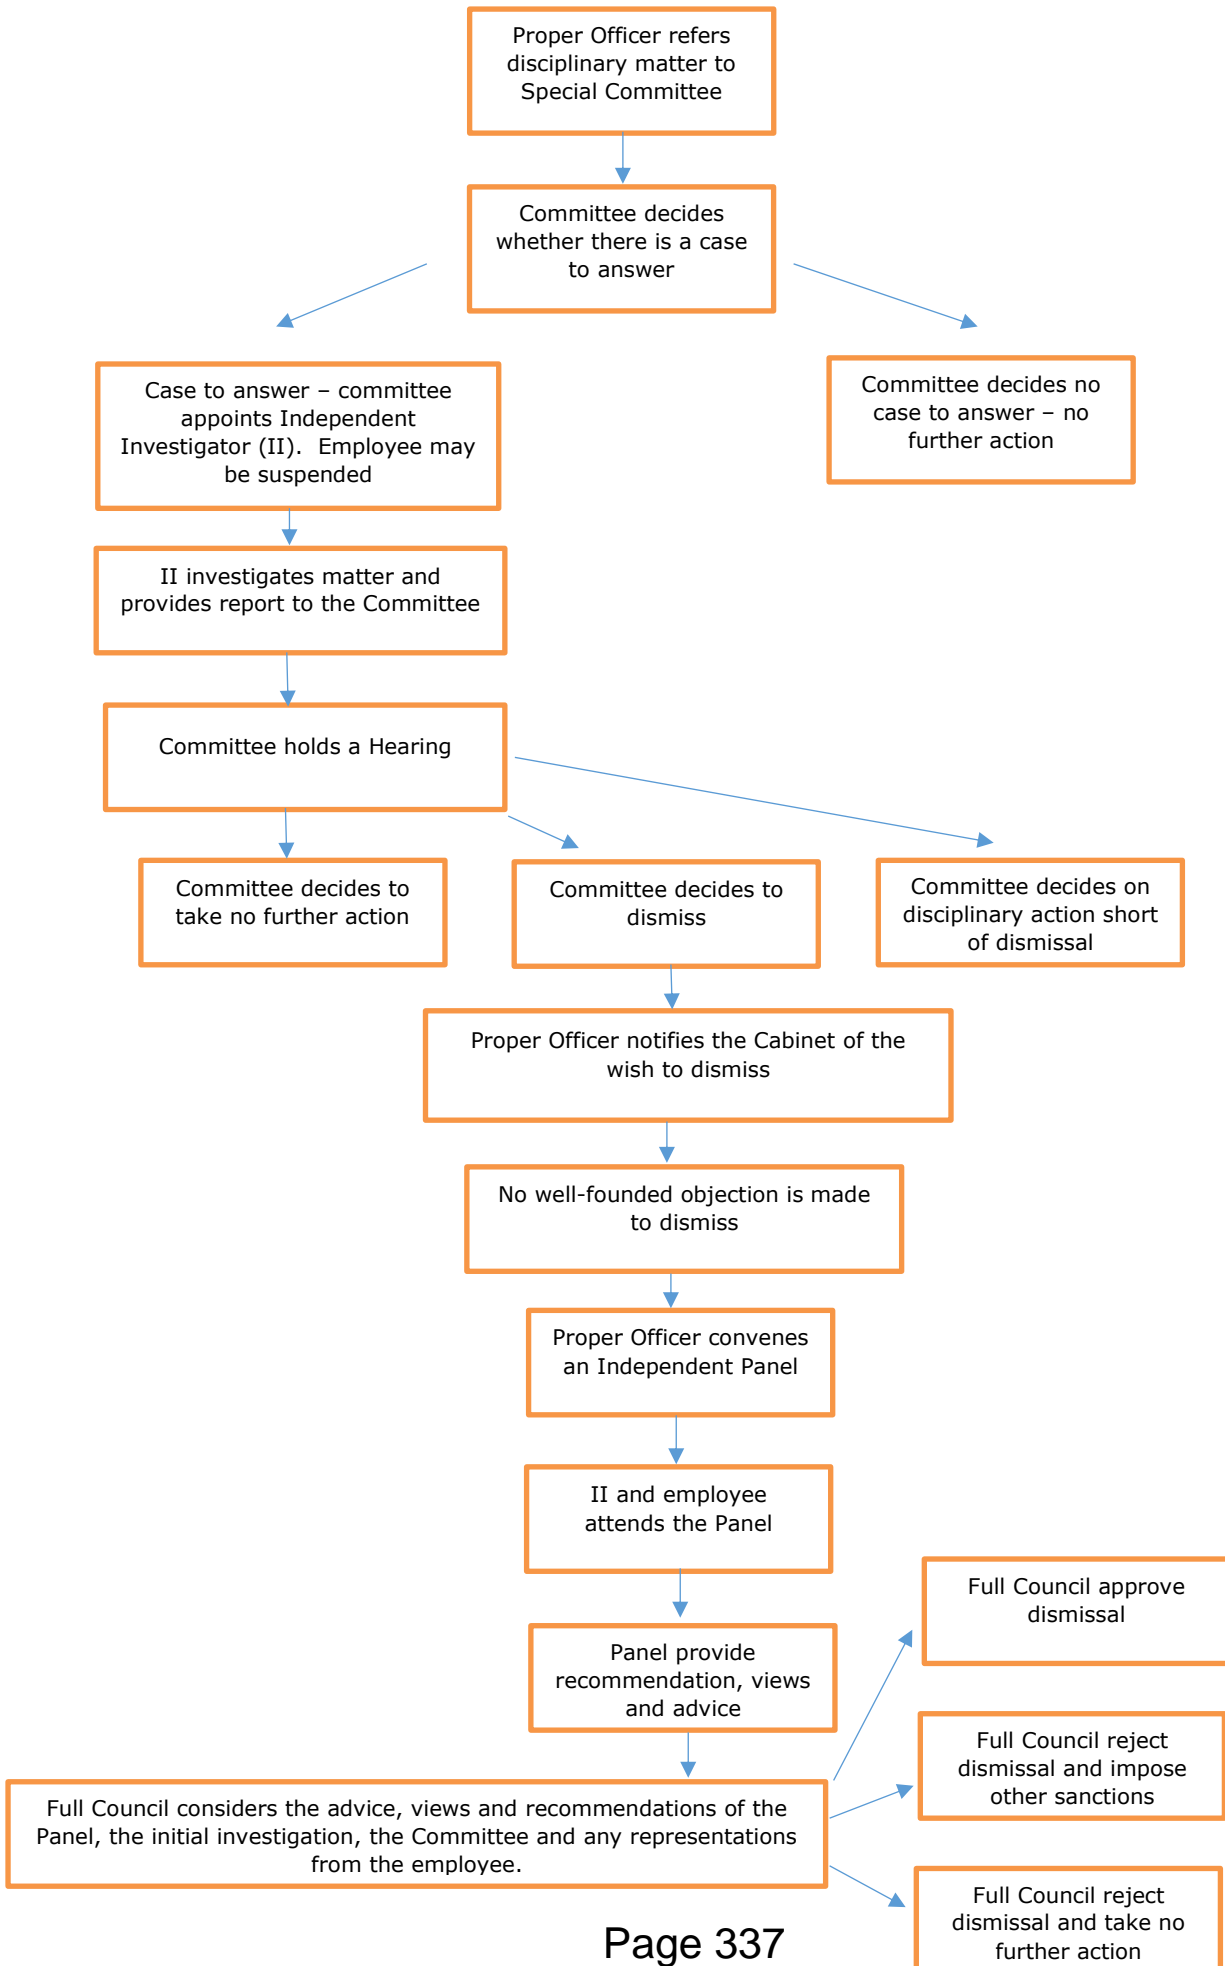 Proper Officer refers
disciplinary matter to
Special Committee
Committee decides
whether there is a case
to answer
Case to answer – committee
appoints Independent
Investigator (II).  Employee may
be suspended
Committee decides no
case to answer – no
further action
II investigates matter and
provides report to the Committee
Committee holds a Hearing
Committee decides to
take no further action
Committee decides to
dismiss
Committee decides on
disciplinary action short
of dismissal
Proper Officer notifies the Cabinet of the
wish to dismiss
No well-founded objection is made
to dismiss
Proper Officer convenes
an Independent Panel
II and employee
attends the Panel
Panel provide
recommendation, views
and advice
Full Council considers the advice, views and recommendations of the
Panel, the initial investigation, the Committee and any representations
from the employee.
Full Council approve
dismissal
Full Council reject
dismissal and impose
other sanctions
Full Council reject
dismissal and take no
further action
Page 337